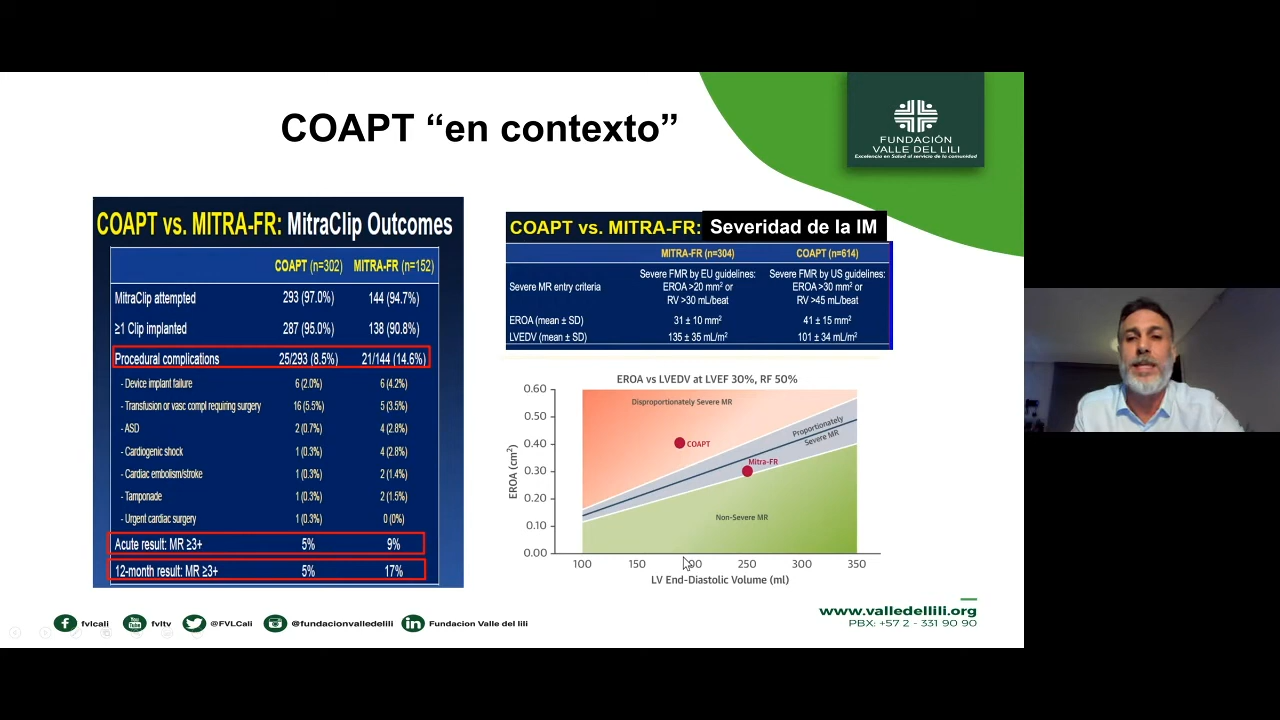 COAPT “en contexto”
FUNDACIÓN
VALLE DEL LILI
Excelencia en Salud al servicio de la comunidad
COAPT vs. MITRA-FR: MitraClip Outcomes
COAPT (n=302) MITRA-FR (n=152)
MitraClip attempted 293 (97.0%) 144 (94.7%)
≥1 Clip implanted 287 (95.0%) 138 (90.8%)
Procedural complications 25/293 (8.5%) 21/144 (14.6%)
- Device implant failure 6 (2.0%) 6 (4.2%)
- Transfusion or vasc compl requiring surgery 16 (5.5%) 5 (3.5%)
- ASD 2 (0.7%) 4 (2.8%)
- Cardiogenic shock 1 (0.3%) 4 (2.8%)
- Cardiac embolism/stroke 1 (0.3%) 2 (1.4%)
- Tamponade 1 (0.3%) 2 (1.5%)
- Urgent cardiac surgery 1 (0.3%) 0 (0%)
Acute result: MR ≥3+ 5% 9%
12-month result: MR ≥3+ 5% 17%
COAPT vs. MITRA-FR: Severidad de la IM
MITRA-FR (n=304) COAPT (n=614)
Severe MR entry criteria
Severe FMR by EU guidelines:
EROA >20 mm² or
RV >30 mL/beat
Severe FMR by US guidelines:
EROA >30 mm² or
RV >45 mL/beat
EROA (mean ± SD) 31 ± 10 mm² 41 ± 15 mm²
LVEDV (mean ± SD) 135 ± 35 mL/m² 101 ± 34 mL/m²
EROA vs LVEDV at LVEF 30%, RF 50%
0.60
0.50
0.40
0.30
0.20
0.10
0.00
EROA (cm²)
Disproportionately Severe MR
Proportionately
Severe MR
COAPT
Mitra-FR
Non-Severe MR
100 150 200 250 300 350
LV End-Diastolic Volume (ml)
fvlcali
You
Tube
fvltv
@FVLCali
@fundacionvalledelili
Fundacion Valle del lili
www.valledellili.org
PBX: +57 2 - 331 90 90